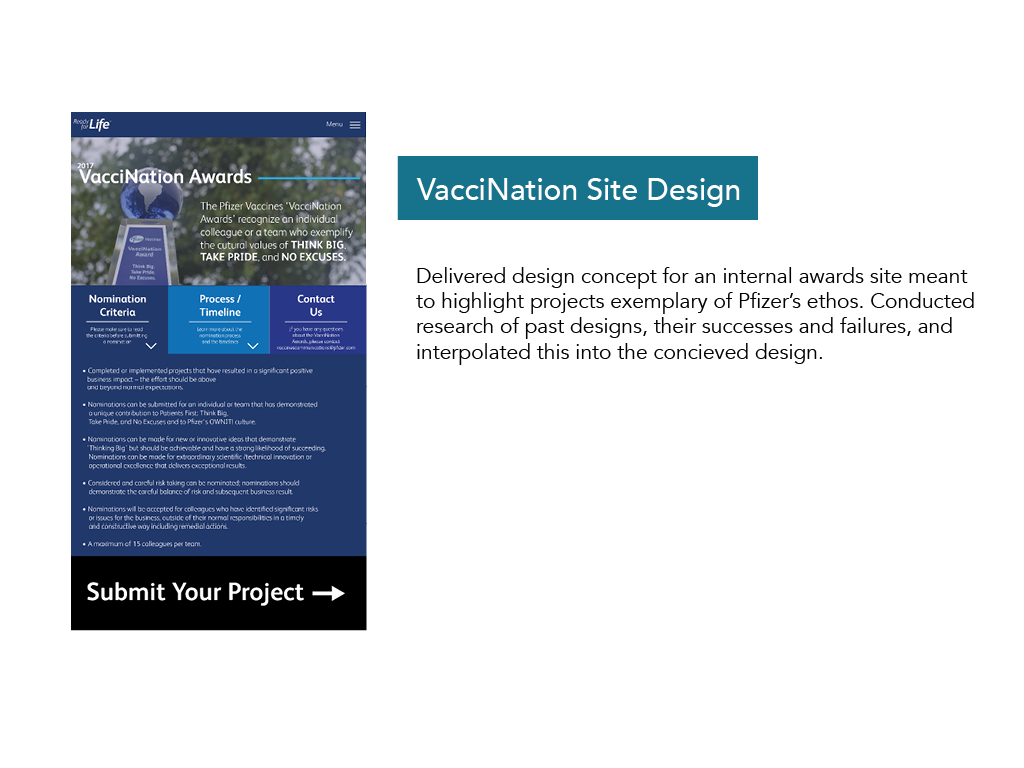 Ready
for Life
Menu
2017
VacciNation Awards
The Pfizer Vaccines 'VacciNation
Awards' recognize an individual
colleague or a team who exemplify
the cutural values of THINK BIG,
TAKE PRIDE, and NO EXCUSES.
Pfizer
VacciNation
Award
Think Big.
Take Pride.
No Excuses.
Nomination
Criteria
Please make sure to read
the criteria before submitting
a nomination
Process /
Timeline
Learn more about the
nomination process
and the timelines
Contact
Us
If you have any questions
about the VacciNation
Awards, please contact
vaccinescommunications@pfizer.com
• Completed or implemented projects that have resulted in a significant positive
business impact – the effort should be above
and beyond normal expectations.
• Nominations can be submitted for an individual or team that has demonstrated
a unique contribution to Patients First; Think Big,
Take Pride, and No Excuses and to Pfizer's OWNIT! culture.
• Nominations can be made for new or innovative ideas that demonstrate
'Thinking Big' but should be achievable and have a strong likelihood of succeeding.
Nominations can be made for extraordinary scientific /technical innovation or
operational excellence that delivers exceptional results.
• Considered and careful risk taking can be nominated; nominations should
demonstrate the careful balance of risk and subsequent business result.
• Nominations will be accepted for colleagues who have identified significant risks
or issues for the business, outside of their normal responsibilities in a timely
and constructive way including remedial actions.
• A maximum of 15 colleagues per team.
Submit Your Project
VacciNation Site Design
Delivered design concept for an internal awards site meant
to highlight projects exemplary of Pfizer's ethos. Conducted
research of past designs, their successes and failures, and
interpolated this into the concieved design.